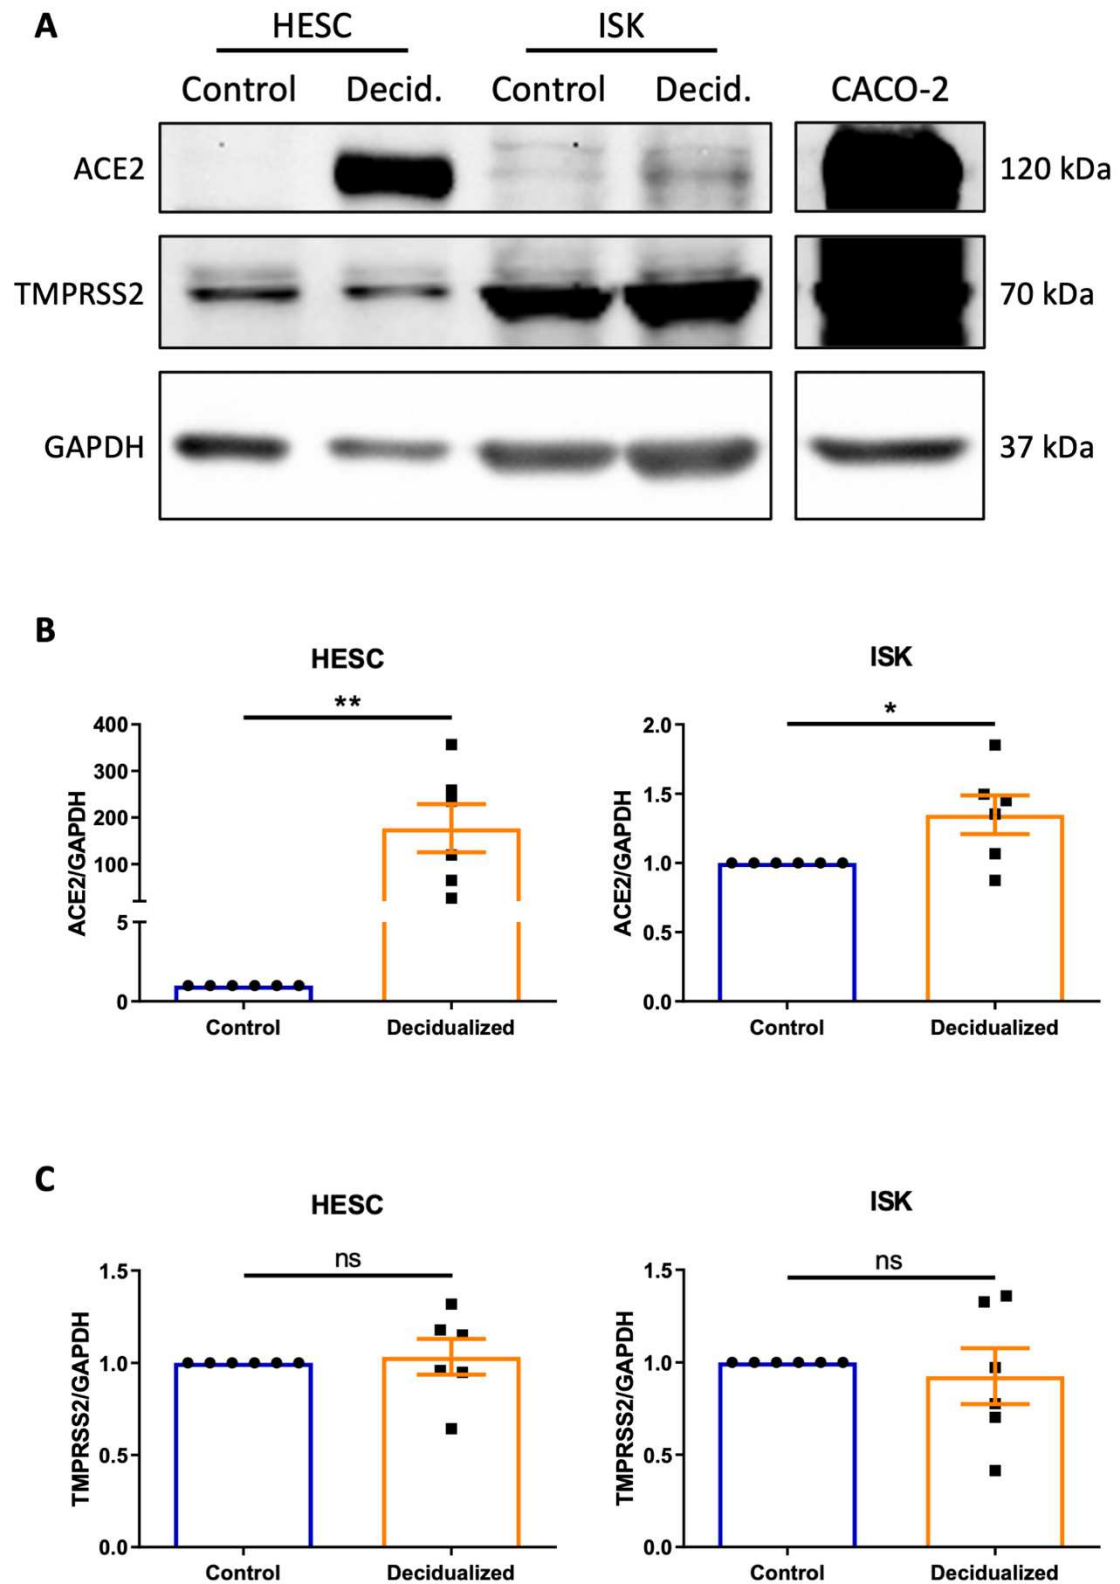 A
HESC ISK
Control Decid. Control Decid. CACO-2
ACE2 120 kDa
TMPRSS2 70 kDa
GAPDH 37 kDa
B
HESC
**
ACE2/GAPDH
400
300
200
100
5
0
Control Decidualized
ISK
*
ACE2/GAPDH
2.0
1.5
1.0
0.5
0.0
Control Decidualized
C
HESC
ns
TMPRSS2/GAPDH
1.5
1.0
0.5
0.0
Control Decidualized
ISK
ns
TMPRSS2/GAPDH
1.5
1.0
0.5
0.0
Control Decidualized